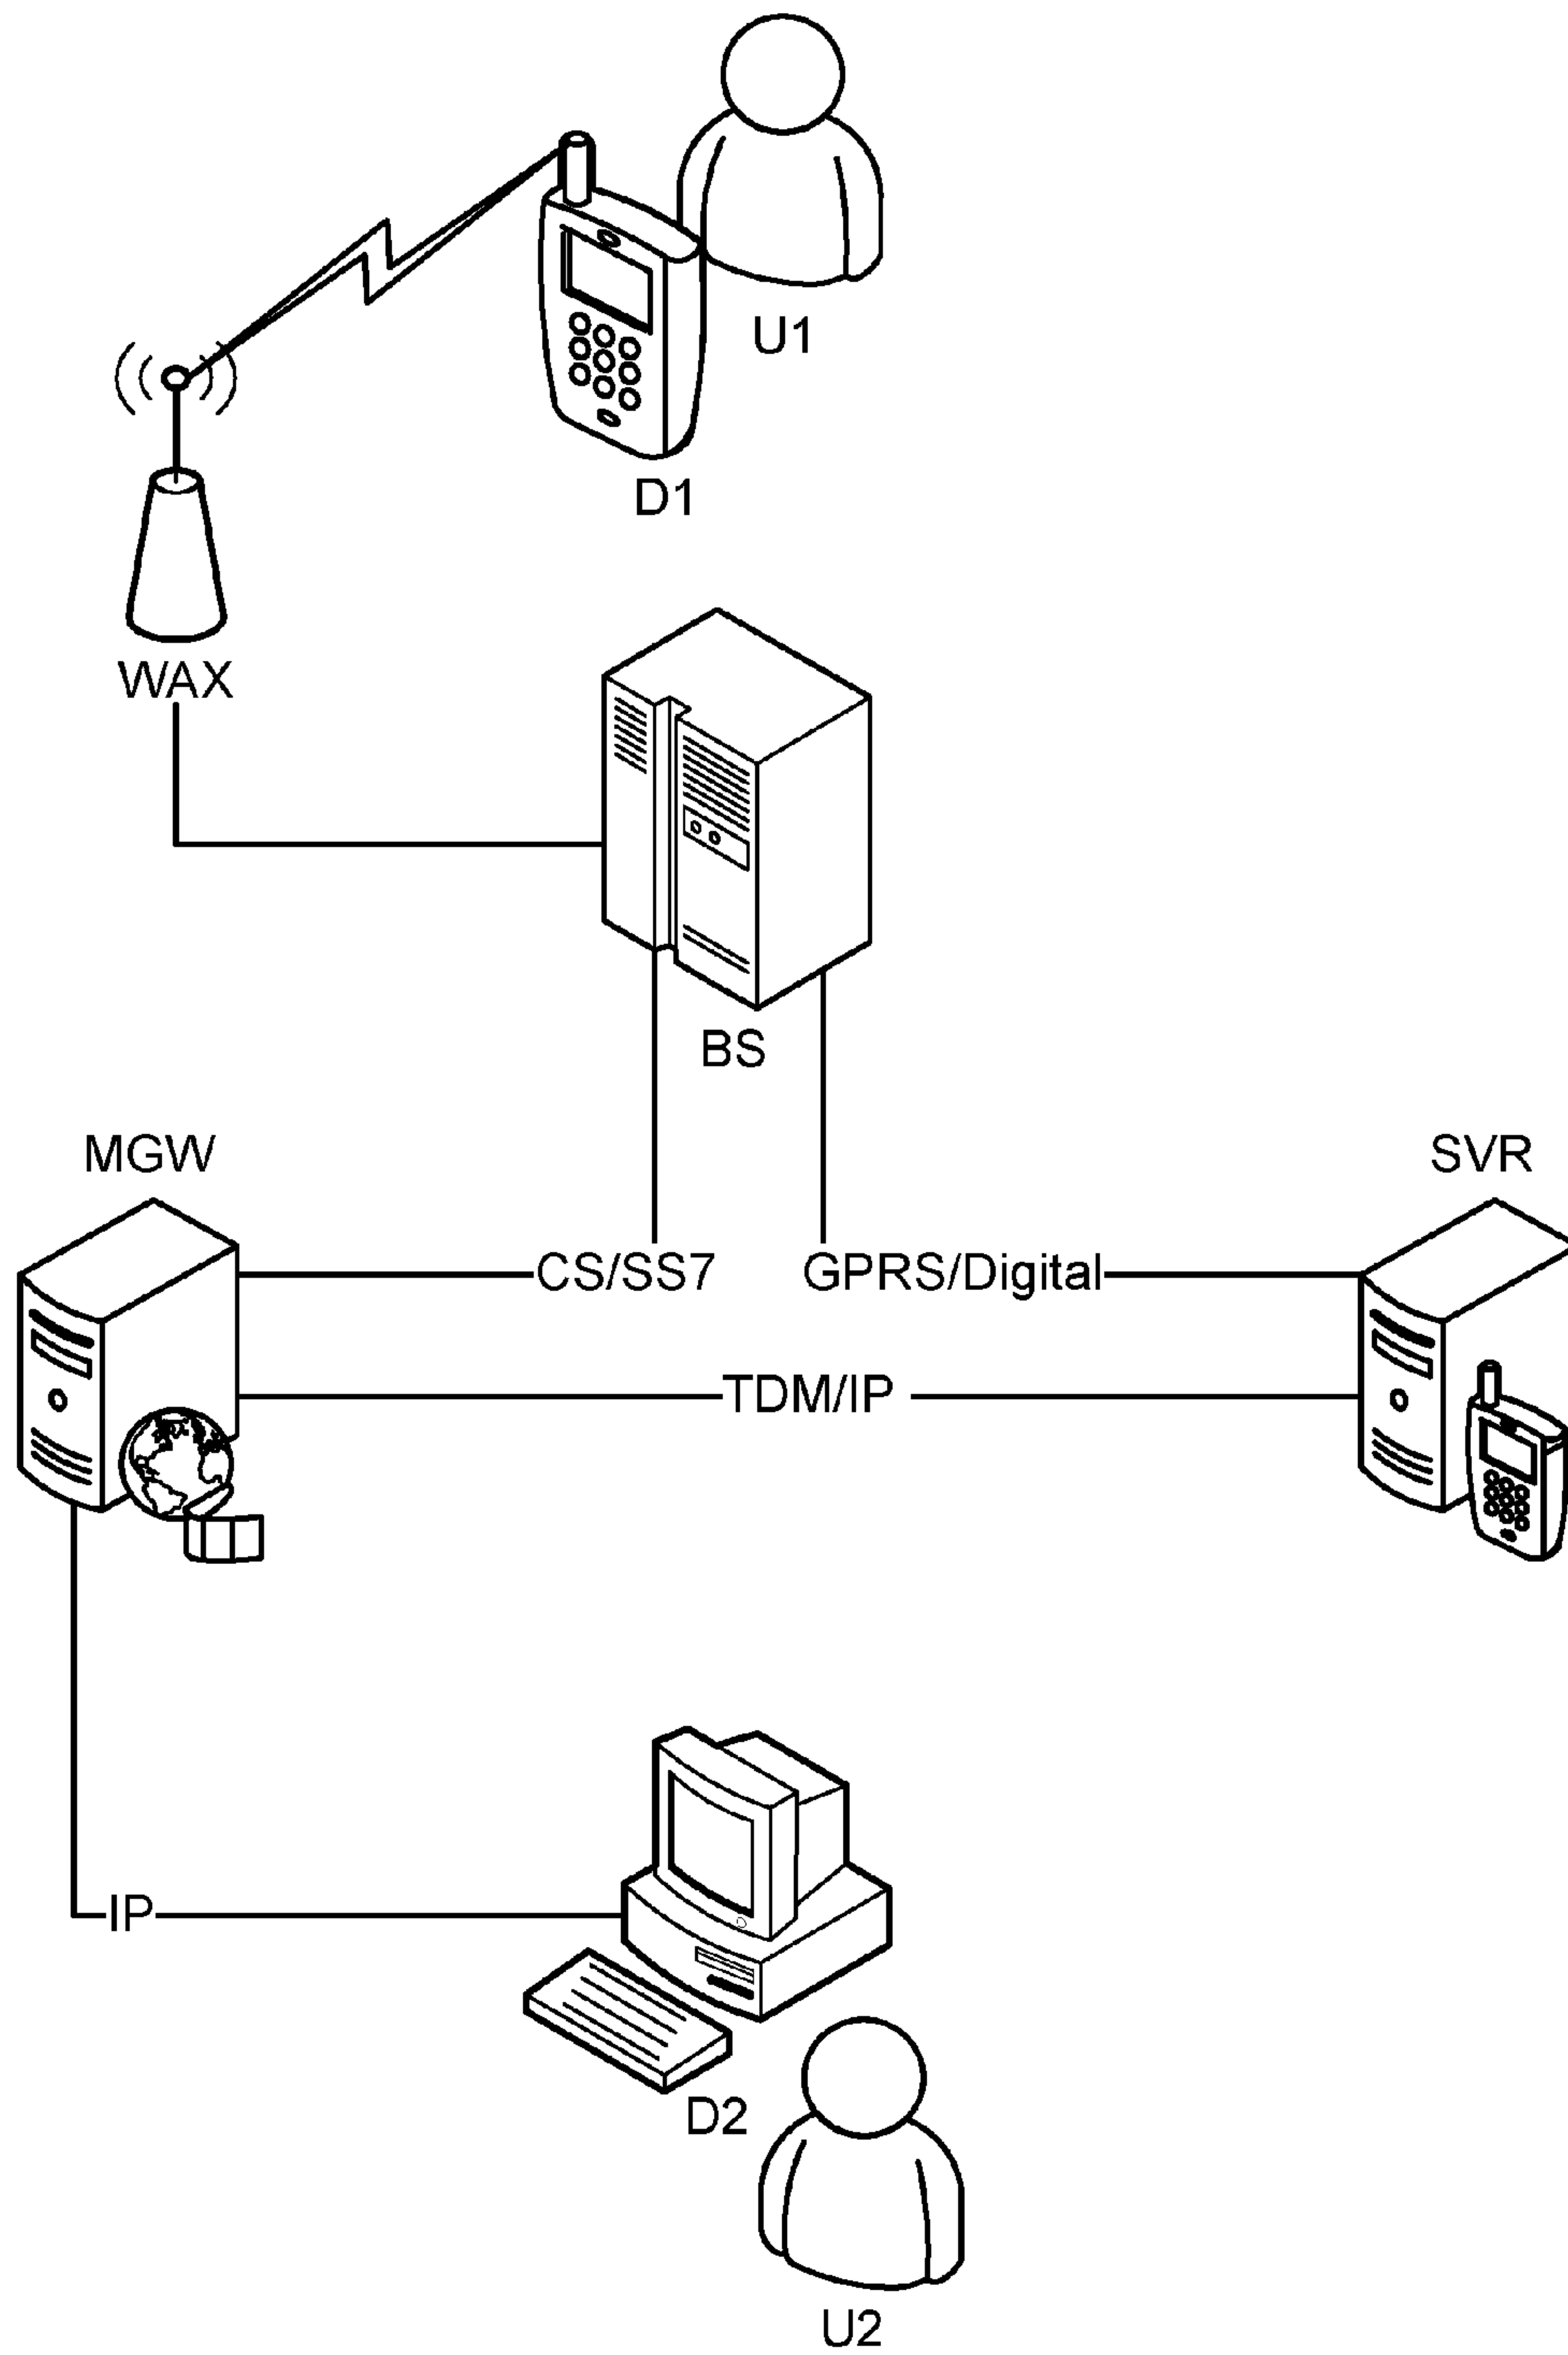 U1
D1
WAX
BS
MGW
SVR
CS/SS7
GPRS/Digital
TDM/IP
IP
D2
U2